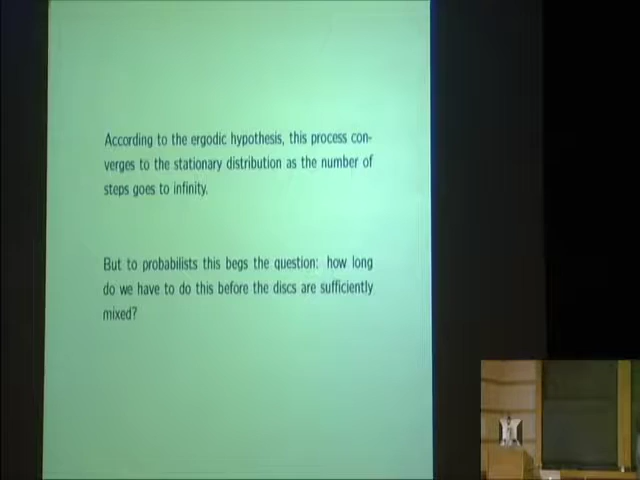 According to the ergodic hypothesis, this process con-
verges to the stationary distribution as the number of
steps goes to infinity.
But to probabilists this begs the question: how long
do we have to do this before the discs are sufficiently
mixed?